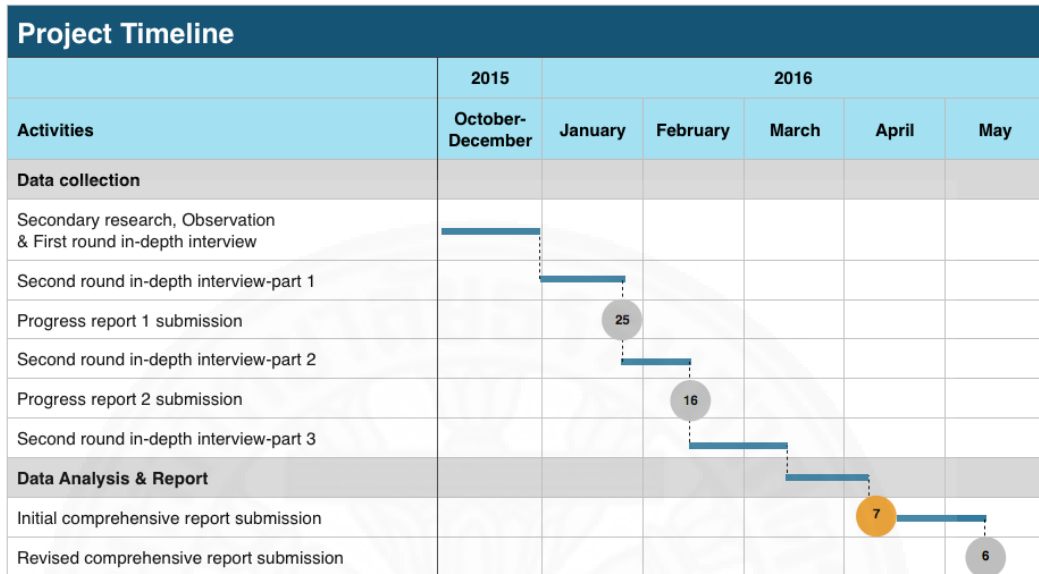 Project Timeline
2015 2016
Activities
October-
December
January February March April May
Data collection
Secondary research, Observation
& First round in-depth interview
Second round in-depth interview-part 1
Progress report 1 submission
25
Second round in-depth interview-part 2
Progress report 2 submission
16
Second round in-depth interview-part 3
Data Analysis & Report
Initial comprehensive report submission
7
Revised comprehensive report submission
6